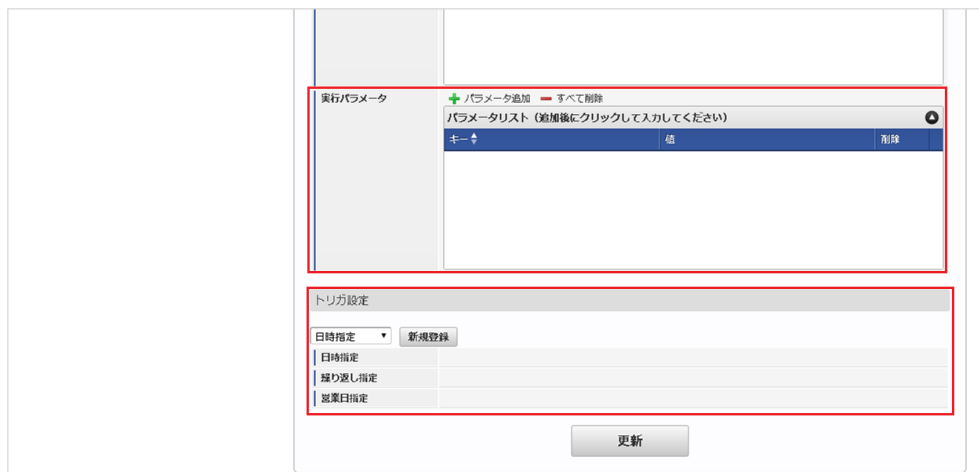 実行パラメータ
パラメータ追加 すべて削除
パラメータリスト（追加後にクリックして入力してください）
キー 値 削除
トリガ設定
日時指定 新規登録
日時指定
繰り返し指定
営業日指定
更新